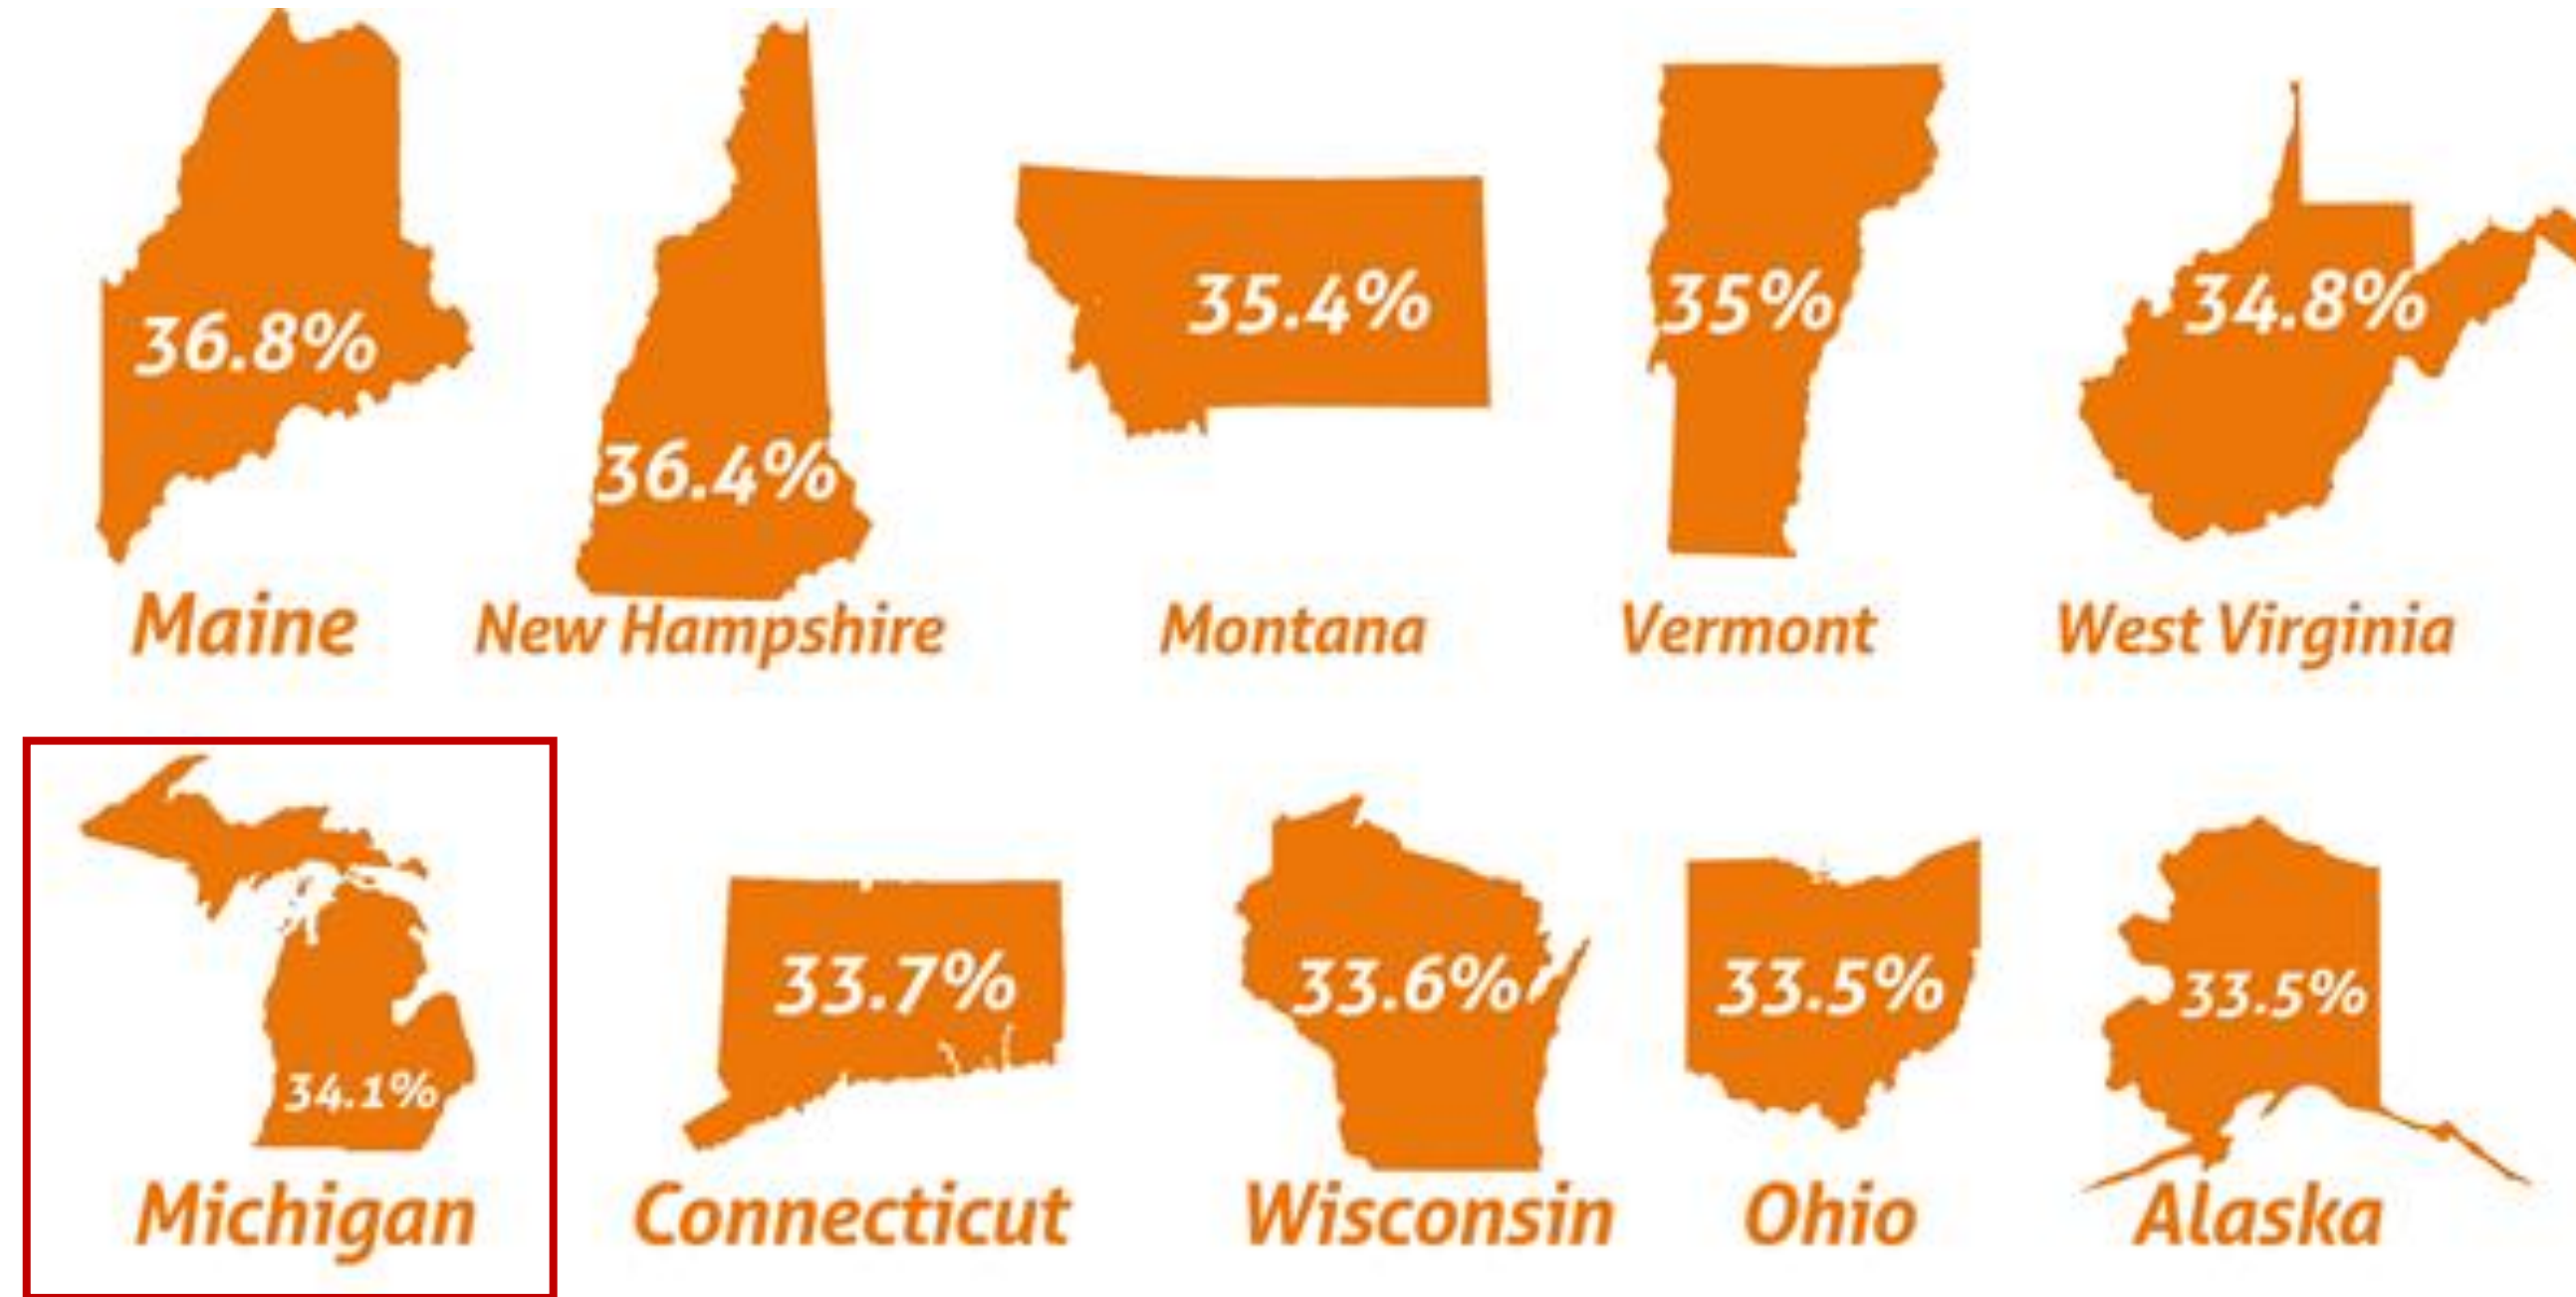 36.8%
36.4%
35.4%
35%
34.8%
Maine
New Hampshire
Montana
Vermont
West Virginia
34.1%
33.7%
33.6%
33.5%
33.5%
Michigan
Connecticut
Wisconsin
Ohio
Alaska